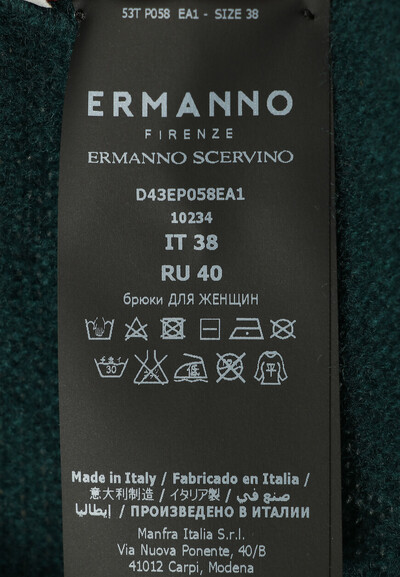 53T P058 EA1 - SIZE 38
ERMANNO
FIRENZE
ERMANNO SCERVINO
D43EP058EA1
10234
IT 38
RU 40
брюки ДЛЯ ЖЕНЩИН
30
平
Made in Italy / Fabricado en Italia /
意大利制造 / イタリア製 / صنع في
إيطاليا / ПРОИЗВЕДЕНО В ИТАЛИИ
Manfra Italia S.r.l.
Via Nuova Ponente, 40/B
41012 Carpi, Modena